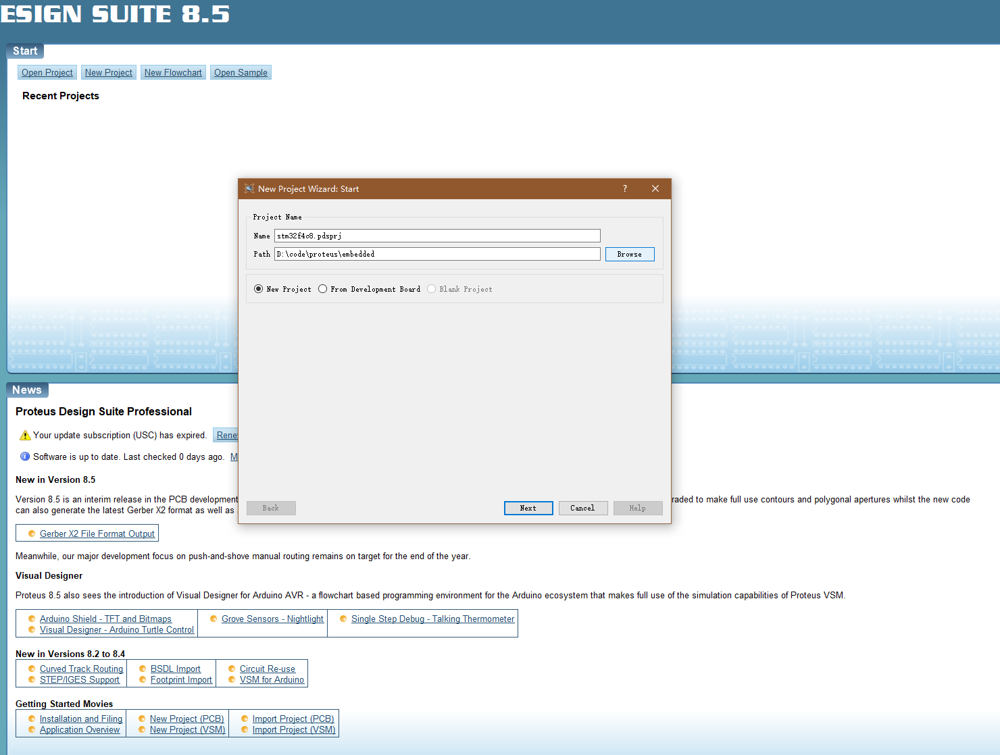 ESIGN SUITE 8.5
Start
Open Project New Project New Flowchart Open Sample
Recent Projects
New Project Wizard: Start ?
Project Name
Name stm32f4c8.pdsprj
Path D:\code\proteus\embedded Browse
New Project From Development Board Blank Project
Back Next Cancel Help
News
Proteus Design Suite Professional
Your update subscription (USC) has expired. Rene
Software is up to date. Last checked 0 days ago. M
New in Version 8.5
Version 8.5 is an interim release in the PCB development raded to make full use contours and polygonal apertures whilst the new code
can also generate the latest Gerber X2 format as well as
Gerber X2 File Format Output
Meanwhile, our major development focus on push-and-shove manual routing remains on target for the end of the year.
Visual Designer
Proteus 8.5 also sees the introduction of Visual Designer for Arduino AVR - a flowchart based programming environment for the Arduino ecosystem that makes full use of the simulation capabilities of Proteus VSM.
Arduino Shield - TFT and Bitmaps Grove Sensors - Nightlight Single Step Debug - Talking Thermometer
Visual Designer - Arduino Turtle Control
New in Versions 8.2 to 8.4
Curved Track Routing BSDL Import Circuit Re-use
STEP/IGES Support Footprint Import VSM for Arduino
Getting Started Movies
Installation and Filing New Project (PCB) Import Project (PCB)
Application Overview New Project (VSM) Import Project (VSM)